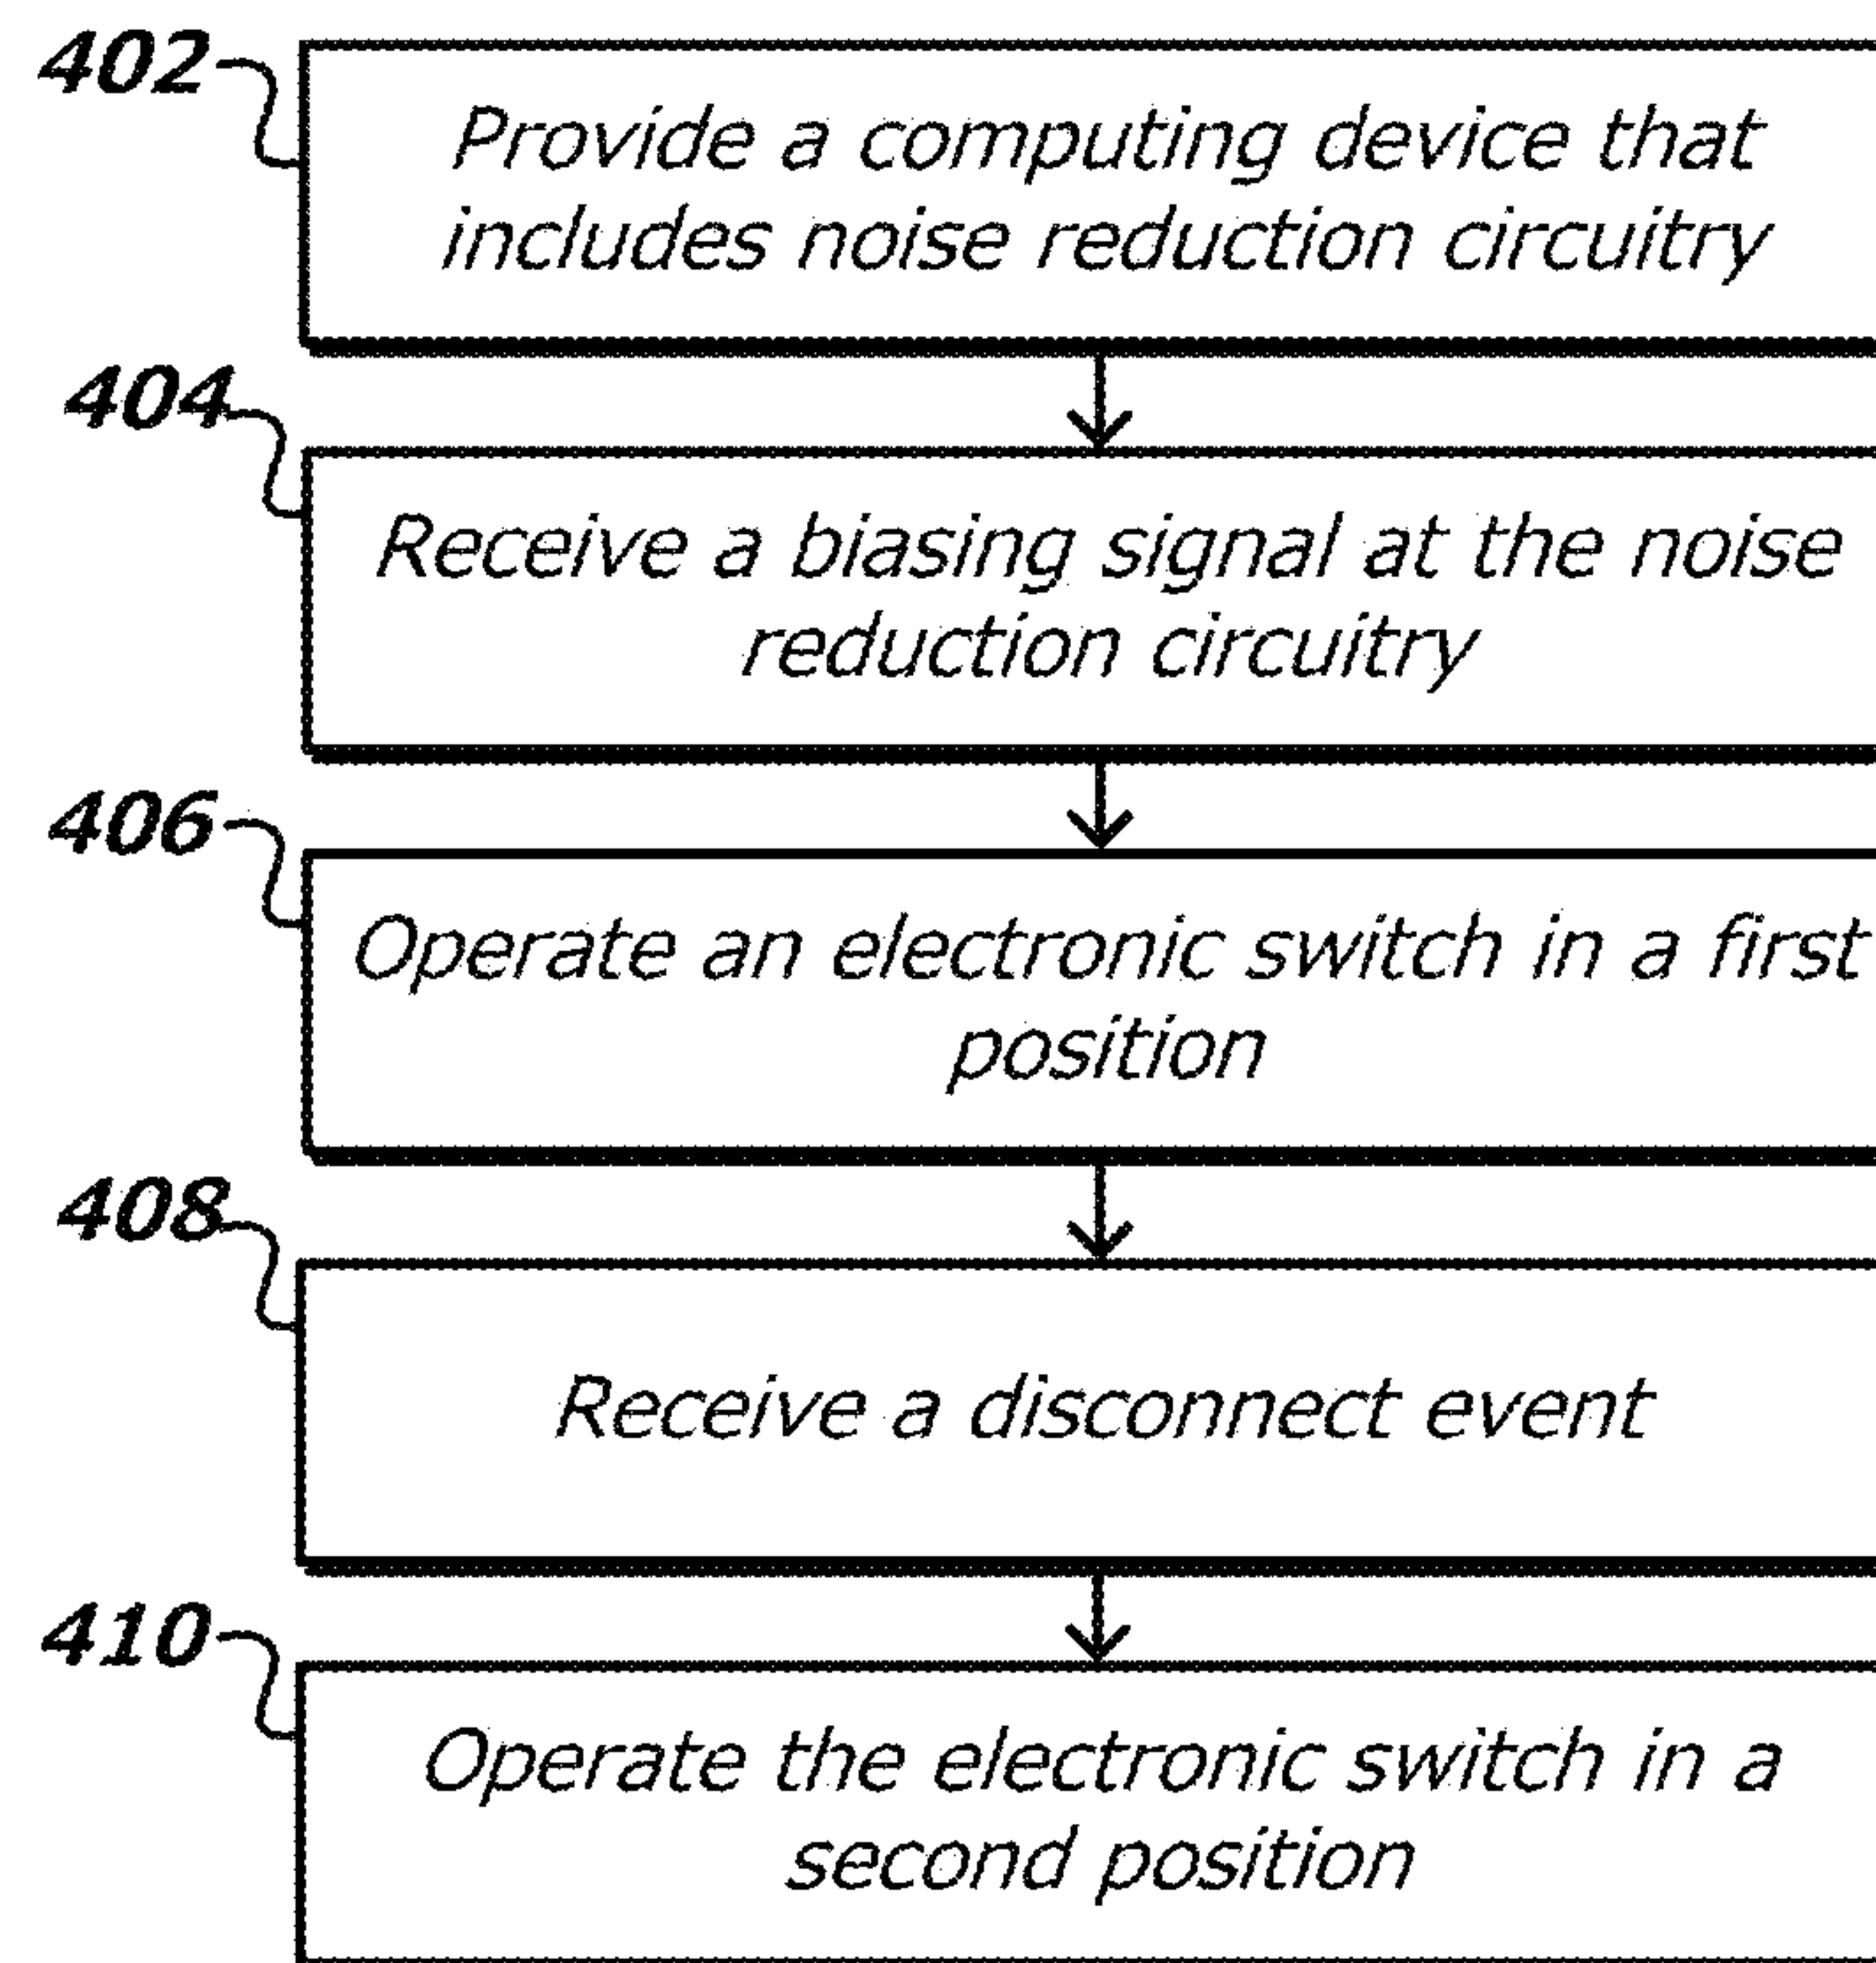 402
Provide a computing device that
includes noise reduction circuitry
404
Receive a biasing signal at the noise
reduction circuitry
406
Operate an electronic switch in a first
position
408
Receive a disconnect event
410
Operate the electronic switch in a
second position